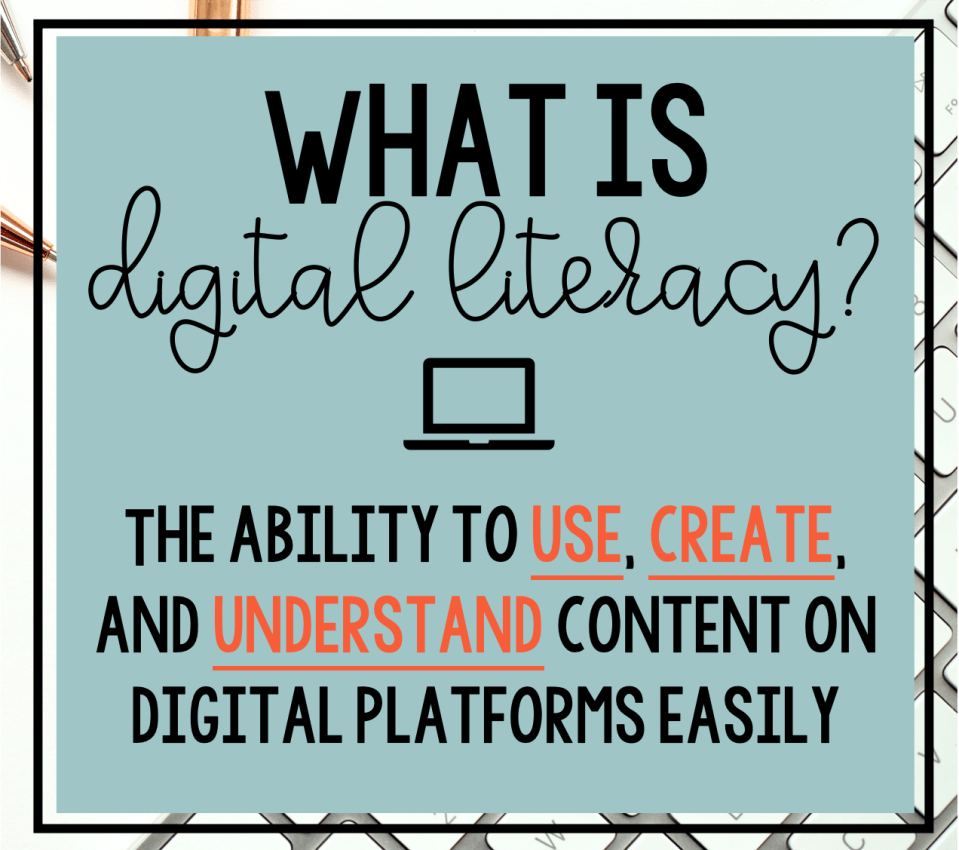 WHAT IS
digital literacy?
THE ABILITY TO USE, CREATE,
AND UNDERSTAND CONTENT ON
DIGITAL PLATFORMS EASILY